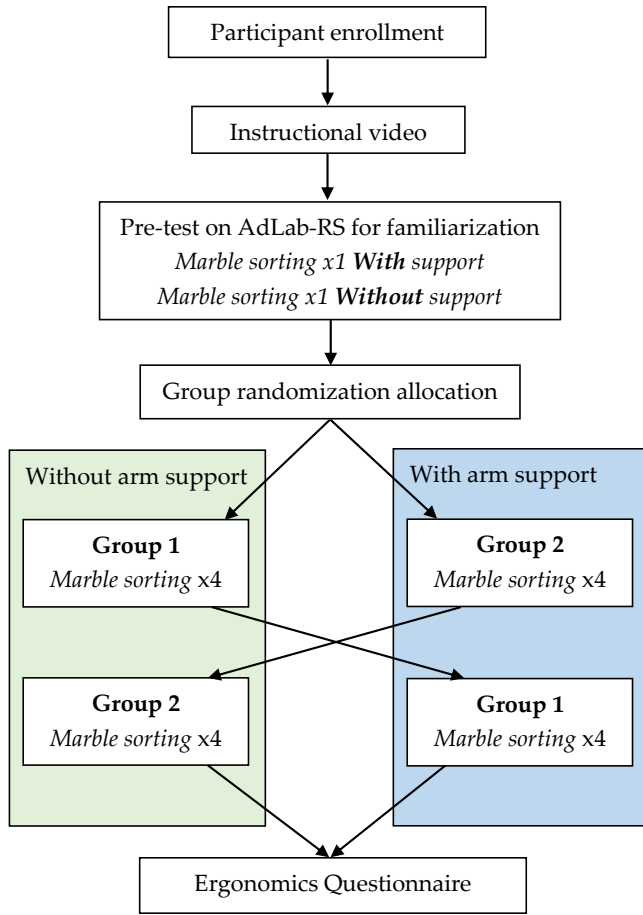 Participant enrollment
Instructional video
Pre-test on AdLab-RS for familiarization
Marble sorting x1 With support
Marble sorting x1 Without support
Group randomization allocation
Without arm support
With arm support
Group 1
Marble sorting x4
Group 2
Marble sorting x4
Group 2
Marble sorting x4
Group 1
Marble sorting x4
Ergonomics Questionnaire